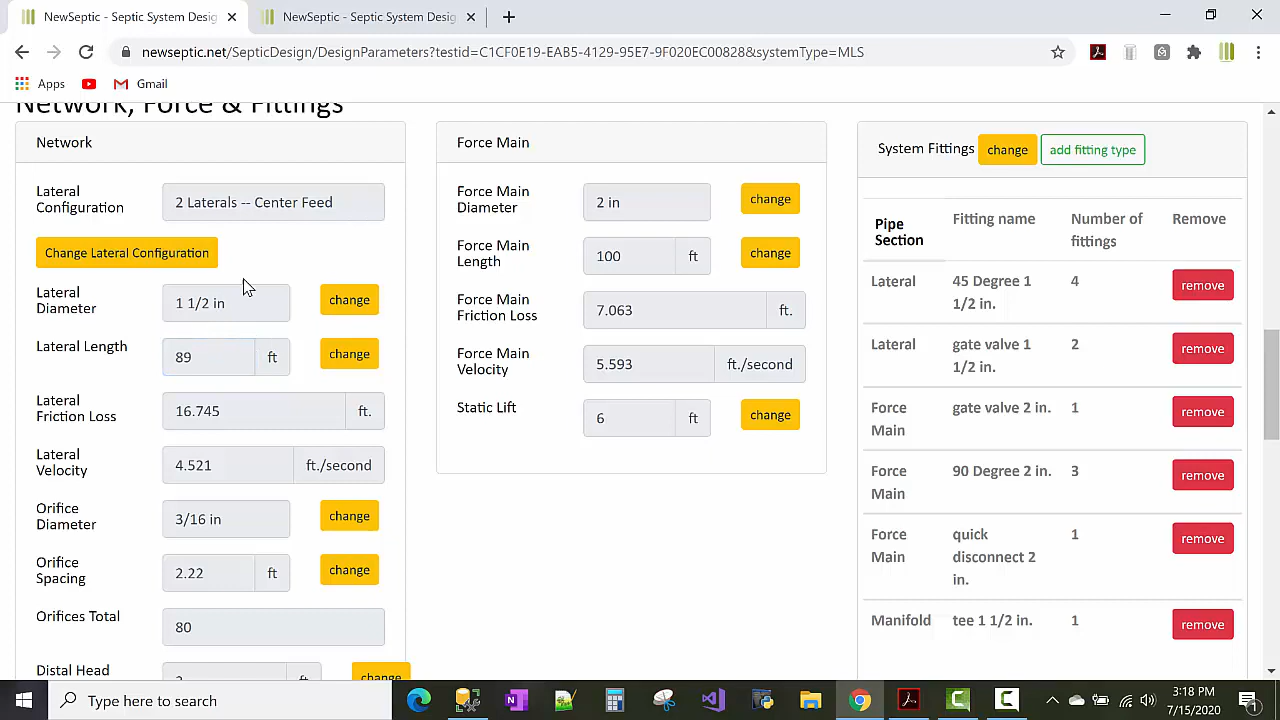 NewSeptic - Septic System Desig
NewSeptic - Septic System Desig
newseptic.net/SepticDesign/DesignParameters?testid=C1CF0E19-EAB5-4129-95E7-9F020EC00828&systemType=MLS
Apps
Gmail
Network, Force & Fittings
Network
Lateral
Configuration
2 Laterals -- Center Feed
Change Lateral Configuration
Lateral
Diameter
1 1/2 in
change
Lateral Length
89
ft
change
Lateral
Friction Loss
16.745
ft.
Lateral
Velocity
4.521
ft./second
Orifice
Diameter
3/16 in
change
Orifice
Spacing
2.22
ft
change
Orifices Total
80
Distal Head
change
Force Main
Force Main
Diameter
2 in
change
Force Main
Length
100
ft
change
Force Main
Friction Loss
7.063
ft.
Force Main
Velocity
5.593
ft./second
Static Lift
6
ft
change
System Fittings
change
add fitting type
Pipe
Section
Fitting name
Number of
fittings
Remove
Lateral
45 Degree 1
1/2 in.
4
remove
Lateral
gate valve 1
1/2 in.
2
remove
Force
Main
gate valve 2 in.
1
remove
Force
Main
90 Degree 2 in.
3
remove
Force
Main
quick
disconnect 2
in.
1
remove
Manifold
tee 1 1/2 in.
1
remove
Type here to search
3:18 PM
7/15/2020